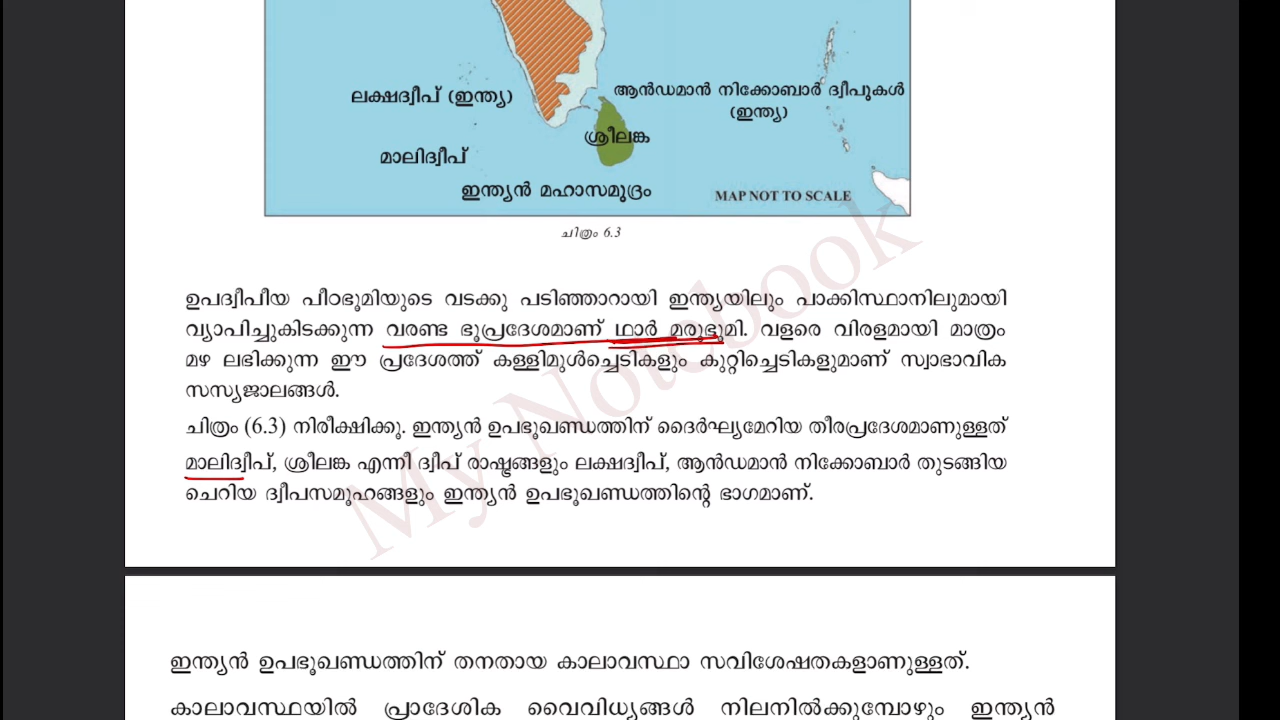 ലക്ഷദ്വീപ് (ഇന്ത്യ)
ആൻഡമാൻ നിക്കോബാർ ദ്വീപുകൾ
(ഇന്ത്യ)
ശ്രീലങ്ക
മാലിദ്വീപ്
ഇന്ത്യൻ മഹാസമുദ്രം
MAP NOT TO SCALE
ചിത്രം 6.3
ഉപദ്വീപീയ പീഠഭൂമിയുടെ വടക്കു പടിഞ്ഞാറായി ഇന്ത്യയിലും പാക്കിസ്ഥാനിലുമായി
വ്യാപിച്ചുകിടക്കുന്ന വരണ്ട ഭൂപ്രദേശമാണ് ഥാർ മരുഭൂമി. വളരെ വിരളമായി മാത്രം
മഴ ലഭിക്കുന്ന ഈ പ്രദേശത്ത് കള്ളിമുൾച്ചെടികളും കുറ്റിച്ചെടികളുമാണ് സ്വാഭാവിക
സസ്യജാലങ്ങൾ.
ചിത്രം (6.3) നിരീക്ഷിക്കൂ. ഇന്ത്യൻ ഉപഭൂഖണ്ഡത്തിന് ദൈർഘ്യമേറിയ തീരപ്രദേശമാണുള്ളത്
മാലിദ്വീപ്, ശ്രീലങ്ക എന്നീ ദ്വീപ് രാഷ്ട്രങ്ങളും ലക്ഷദ്വീപ്, ആൻഡമാൻ നിക്കോബാർ തുടങ്ങിയ
ചെറിയ ദ്വീപസമൂഹങ്ങളും ഇന്ത്യൻ ഉപഭൂഖണ്ഡത്തിന്റെ ഭാഗമാണ്.
My Notebook
ഇന്ത്യൻ ഉപഭൂഖണ്ഡത്തിന് തനതായ കാലാവസ്ഥാ സവിശേഷതകളാണുള്ളത്.
കാലാവസ്ഥയിൽ പ്രാദേശിക വൈവിധ്യങ്ങൾ നിലനിൽക്കുമ്പോഴും ഇന്ത്യൻ